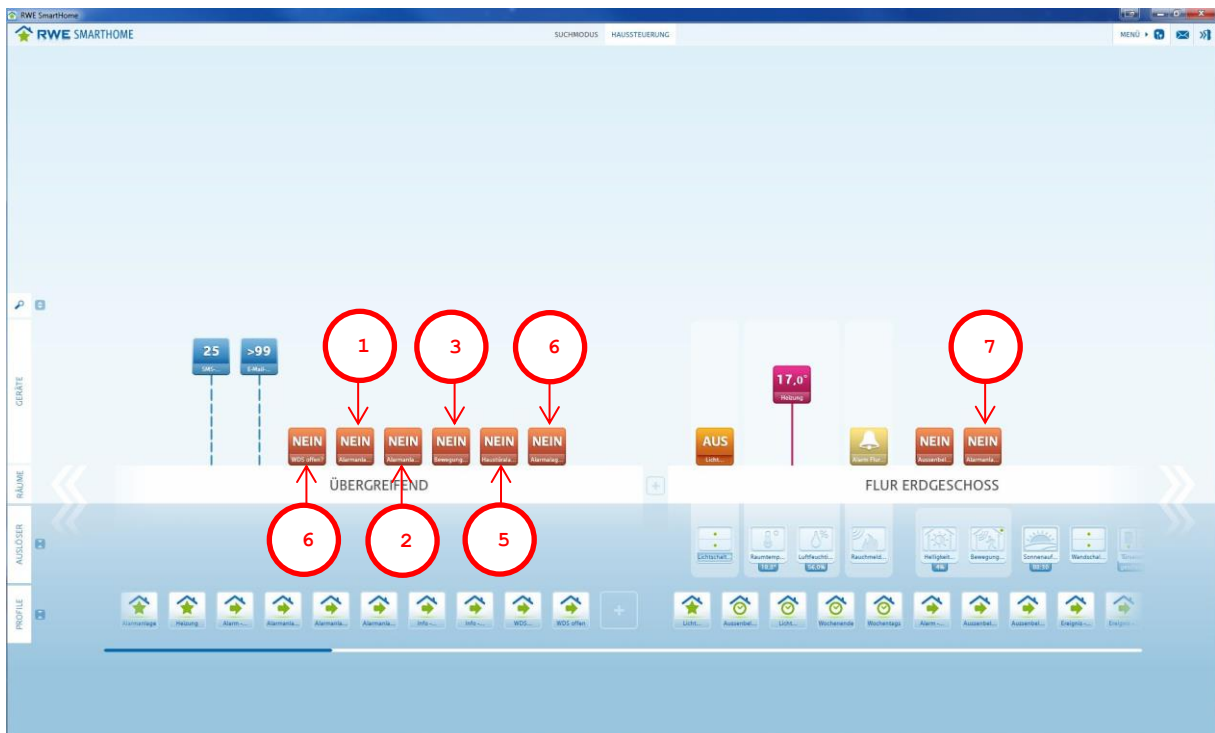 RWE SmartHome
RWE SMARTHOME
SUCHMODUS HAUSSTEUERUNG
MENÜ
1 3 6 7
25 >99
SMS-... E-Mail-...
17,0°
Heizung
GERÄTE
NEIN NEIN NEIN NEIN NEIN NEIN AUS NEIN NEIN
WDS offen? Alarmanla... Alarmanla... Bewegung... Alarmalag... Licht... Alarm Flur... Aussenbel... Alarmanla...
RÄUME
ÜBERGREIFEND FLUR ERDGESCHOSS
6 2 5
AUSLÖSER
Lichtschalt... Raumtemp... Luftfeuchti... Rauchmeld... Helligkeit... Bewegung... Sonnenauf... Wandschal...
56,0% 4%
PROFILE
Alarmanlage Heizung Alarm -... Alarmanla... Alarmanla... Alarmanla... Info -... Info -... WDS... WDS offen Licht... Aussenbel... Licht... Wochenende Wochentags Alarm -... Aussenbel... Aussenbel... Ereignis-... Ereignis-...